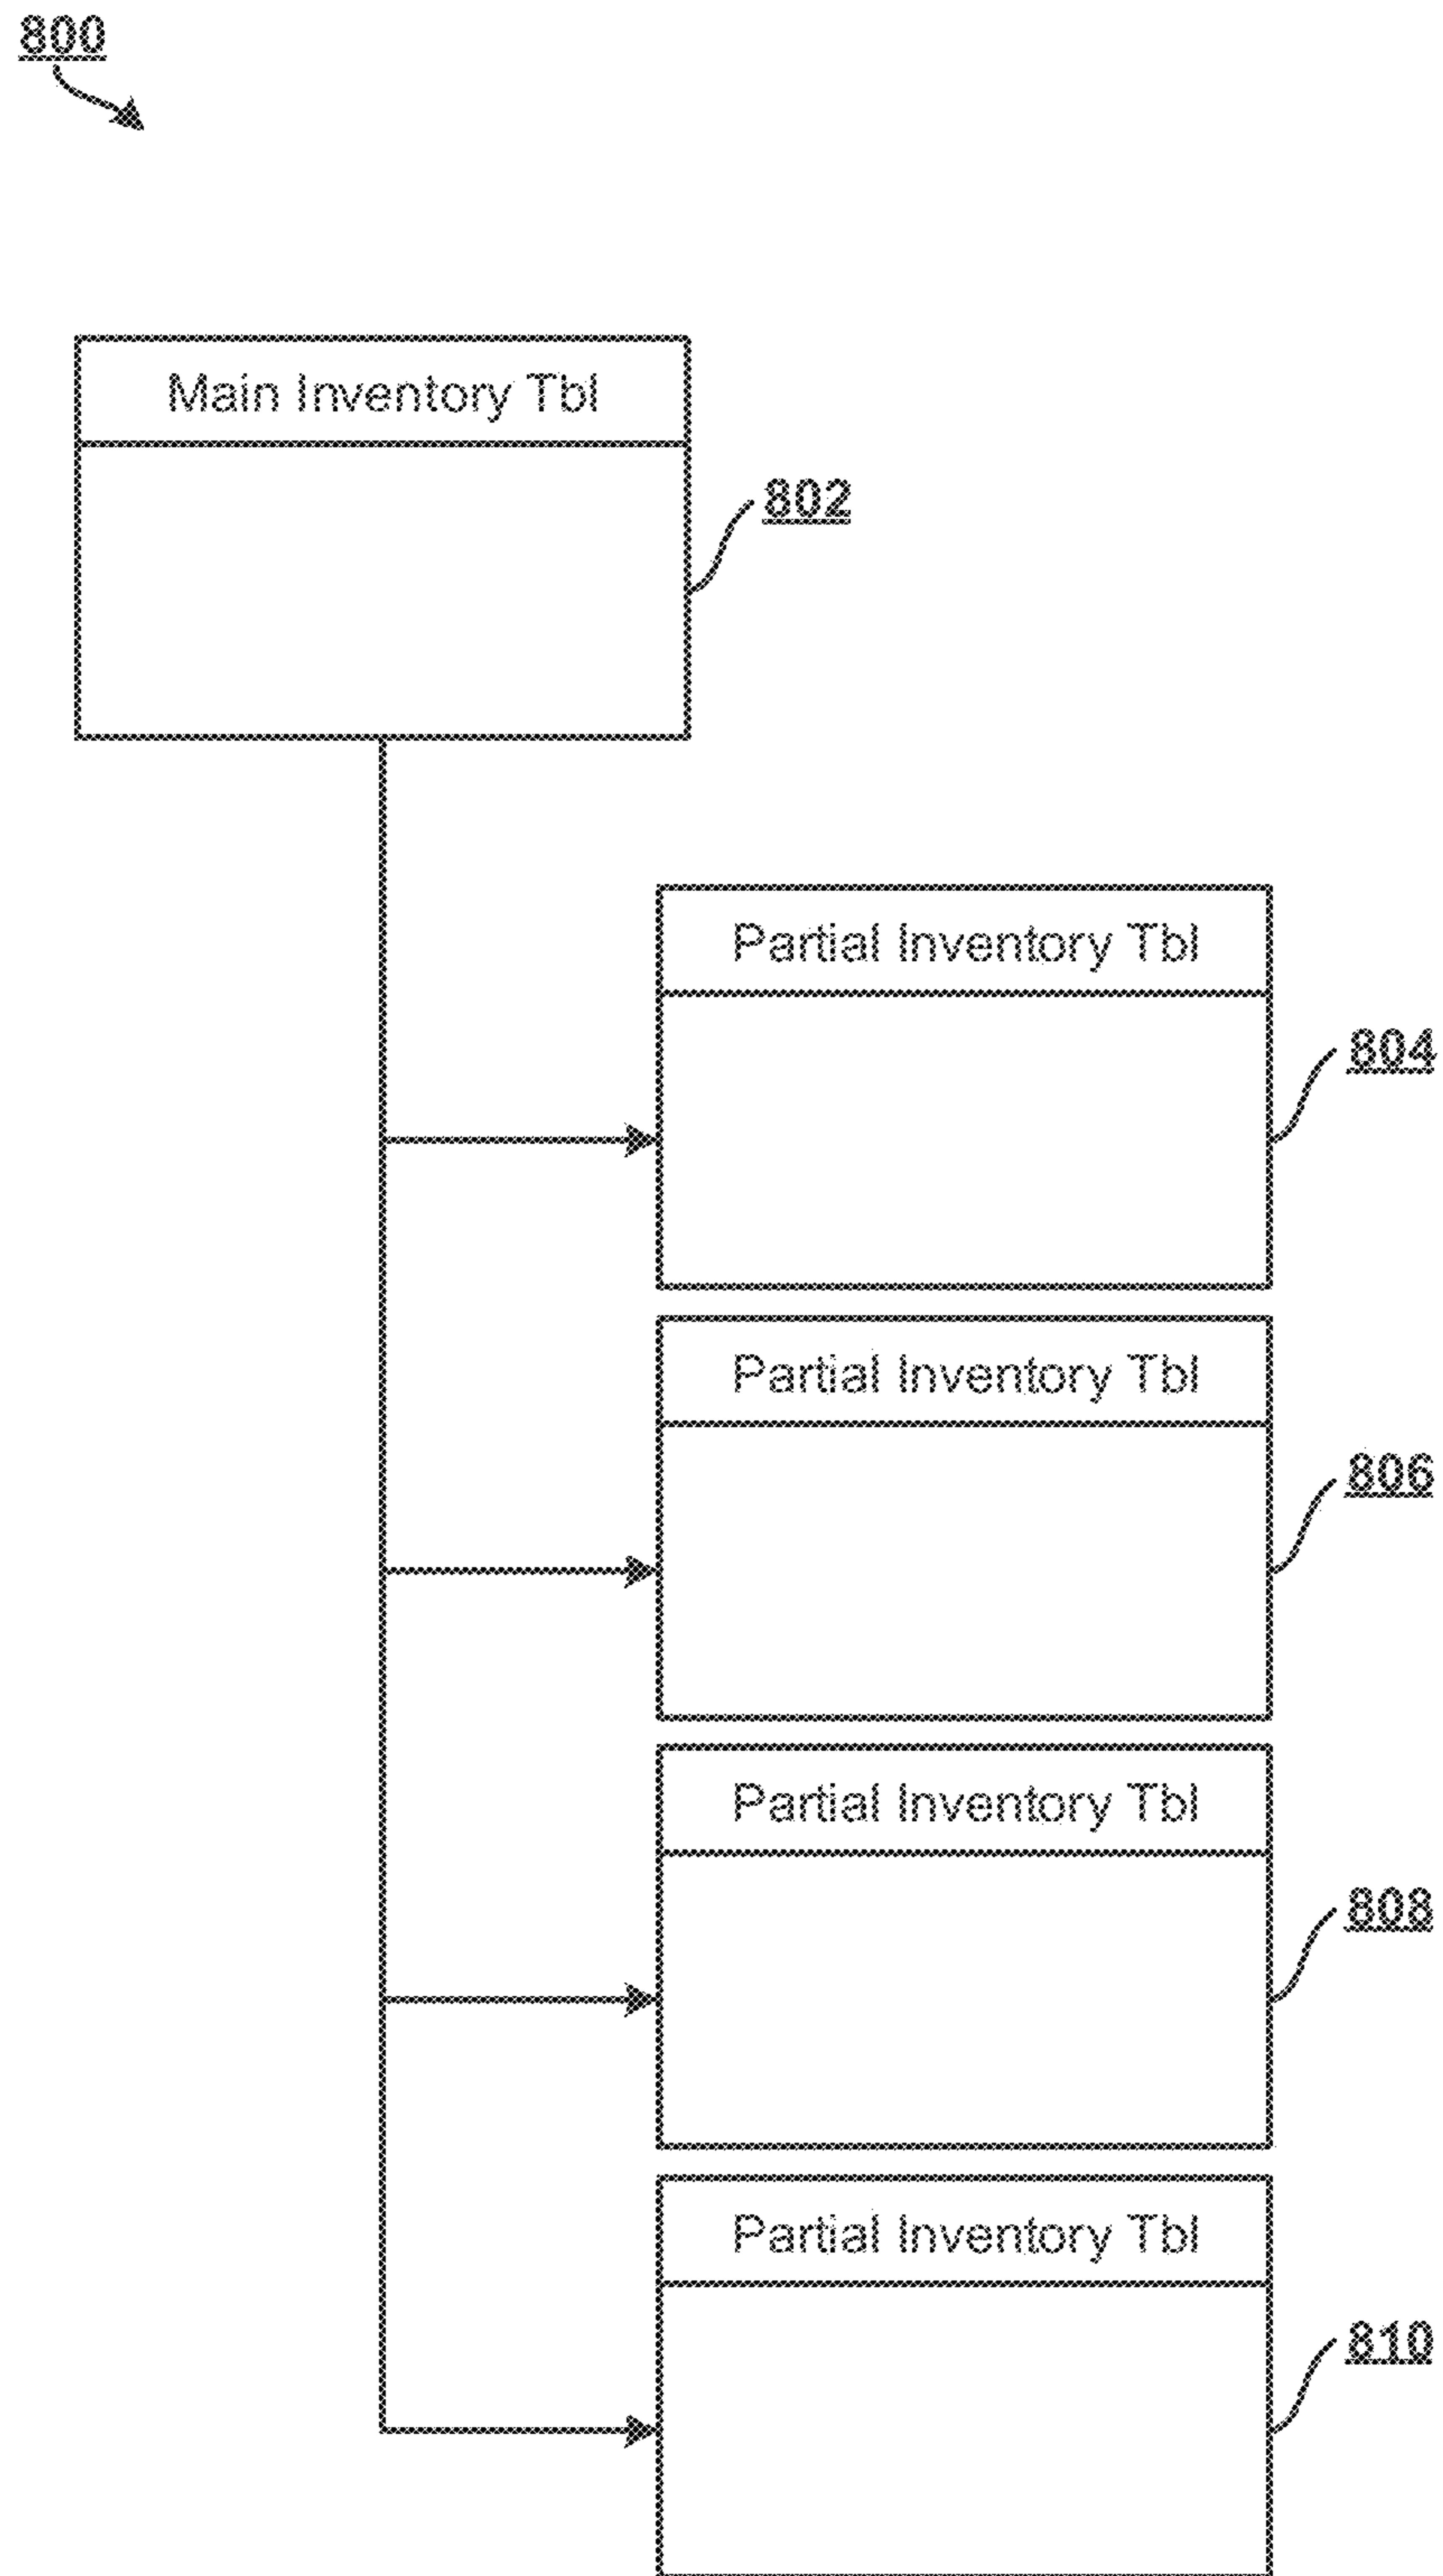 800
Main Inventory Tbl
802
Partial Inventory Tbl
804
Partial Inventory Tbl
806
Partial Inventory Tbl
808
Partial Inventory Tbl
810